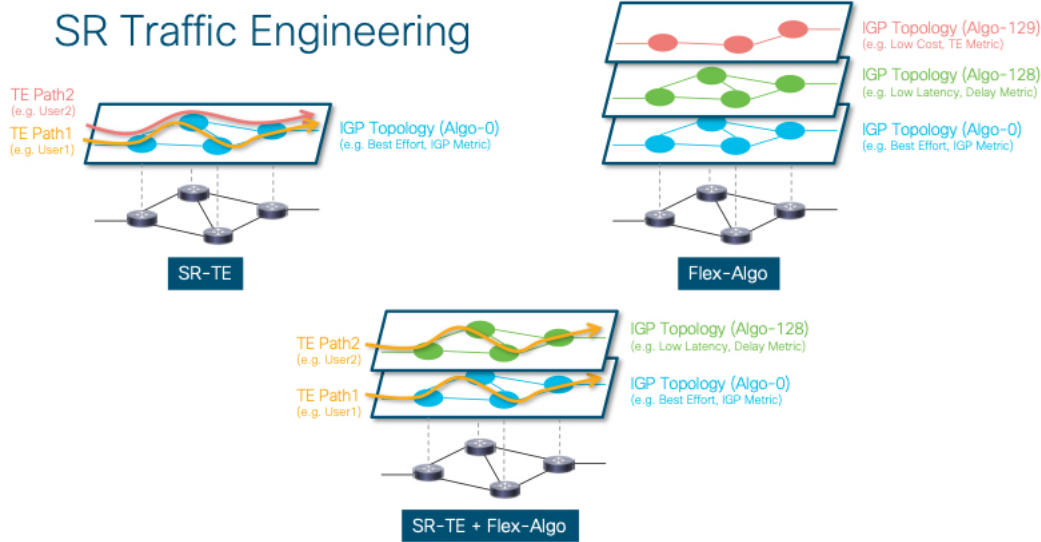 SR Traffic Engineering
TE Path2
(e.g. User2)
TE Path1
(e.g. User1)
IGP Topology (Algo-0)
(e.g. Best Effort, IGP Metric)
SR-TE
IGP Topology (Algo-129)
(e.g. Low Cost, TE Metric)
IGP Topology (Algo-128)
(e.g. Low Latency, Delay Metric)
IGP Topology (Algo-0)
(e.g. Best Effort, IGP Metric)
Flex-Algo
TE Path2
(e.g. User2)
TE Path1
(e.g. User1)
IGP Topology (Algo-128)
(e.g. Low Latency, Delay Metric)
IGP Topology (Algo-0)
(e.g. Best Effort, IGP Metric)
SR-TE + Flex-Algo